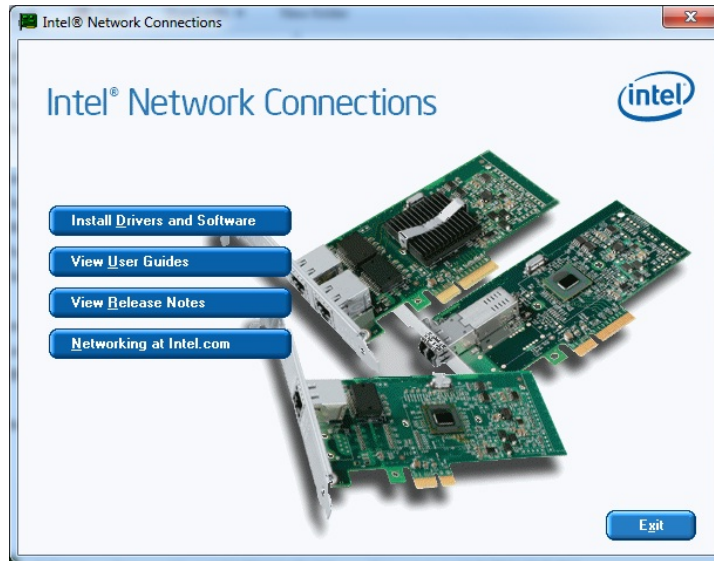 Intel® Network Connections
Intel® Network Connections
intel
Install Drivers and Software
View User Guides
View Release Notes
Networking at Intel.com
Exit